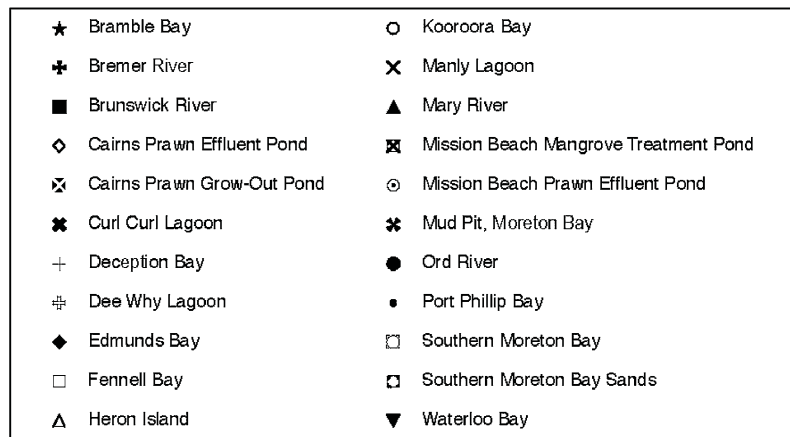 Bramble Bay
Bremer River
Brunswick River
Cairns Prawn Effluent Pond
Cairns Prawn Grow-Out Pond
Curl Curl Lagoon
Deception Bay
Dee Why Lagoon
Edmunds Bay
Fennell Bay
Heron Island
Kooroora Bay
Manly Lagoon
Mary River
Mission Beach Mangrove Treatment Pond
Mission Beach Prawn Effluent Pond
Mud Pit, Moreton Bay
Ord River
Port Phillip Bay
Southern Moreton Bay
Southern Moreton Bay Sands
Waterloo Bay